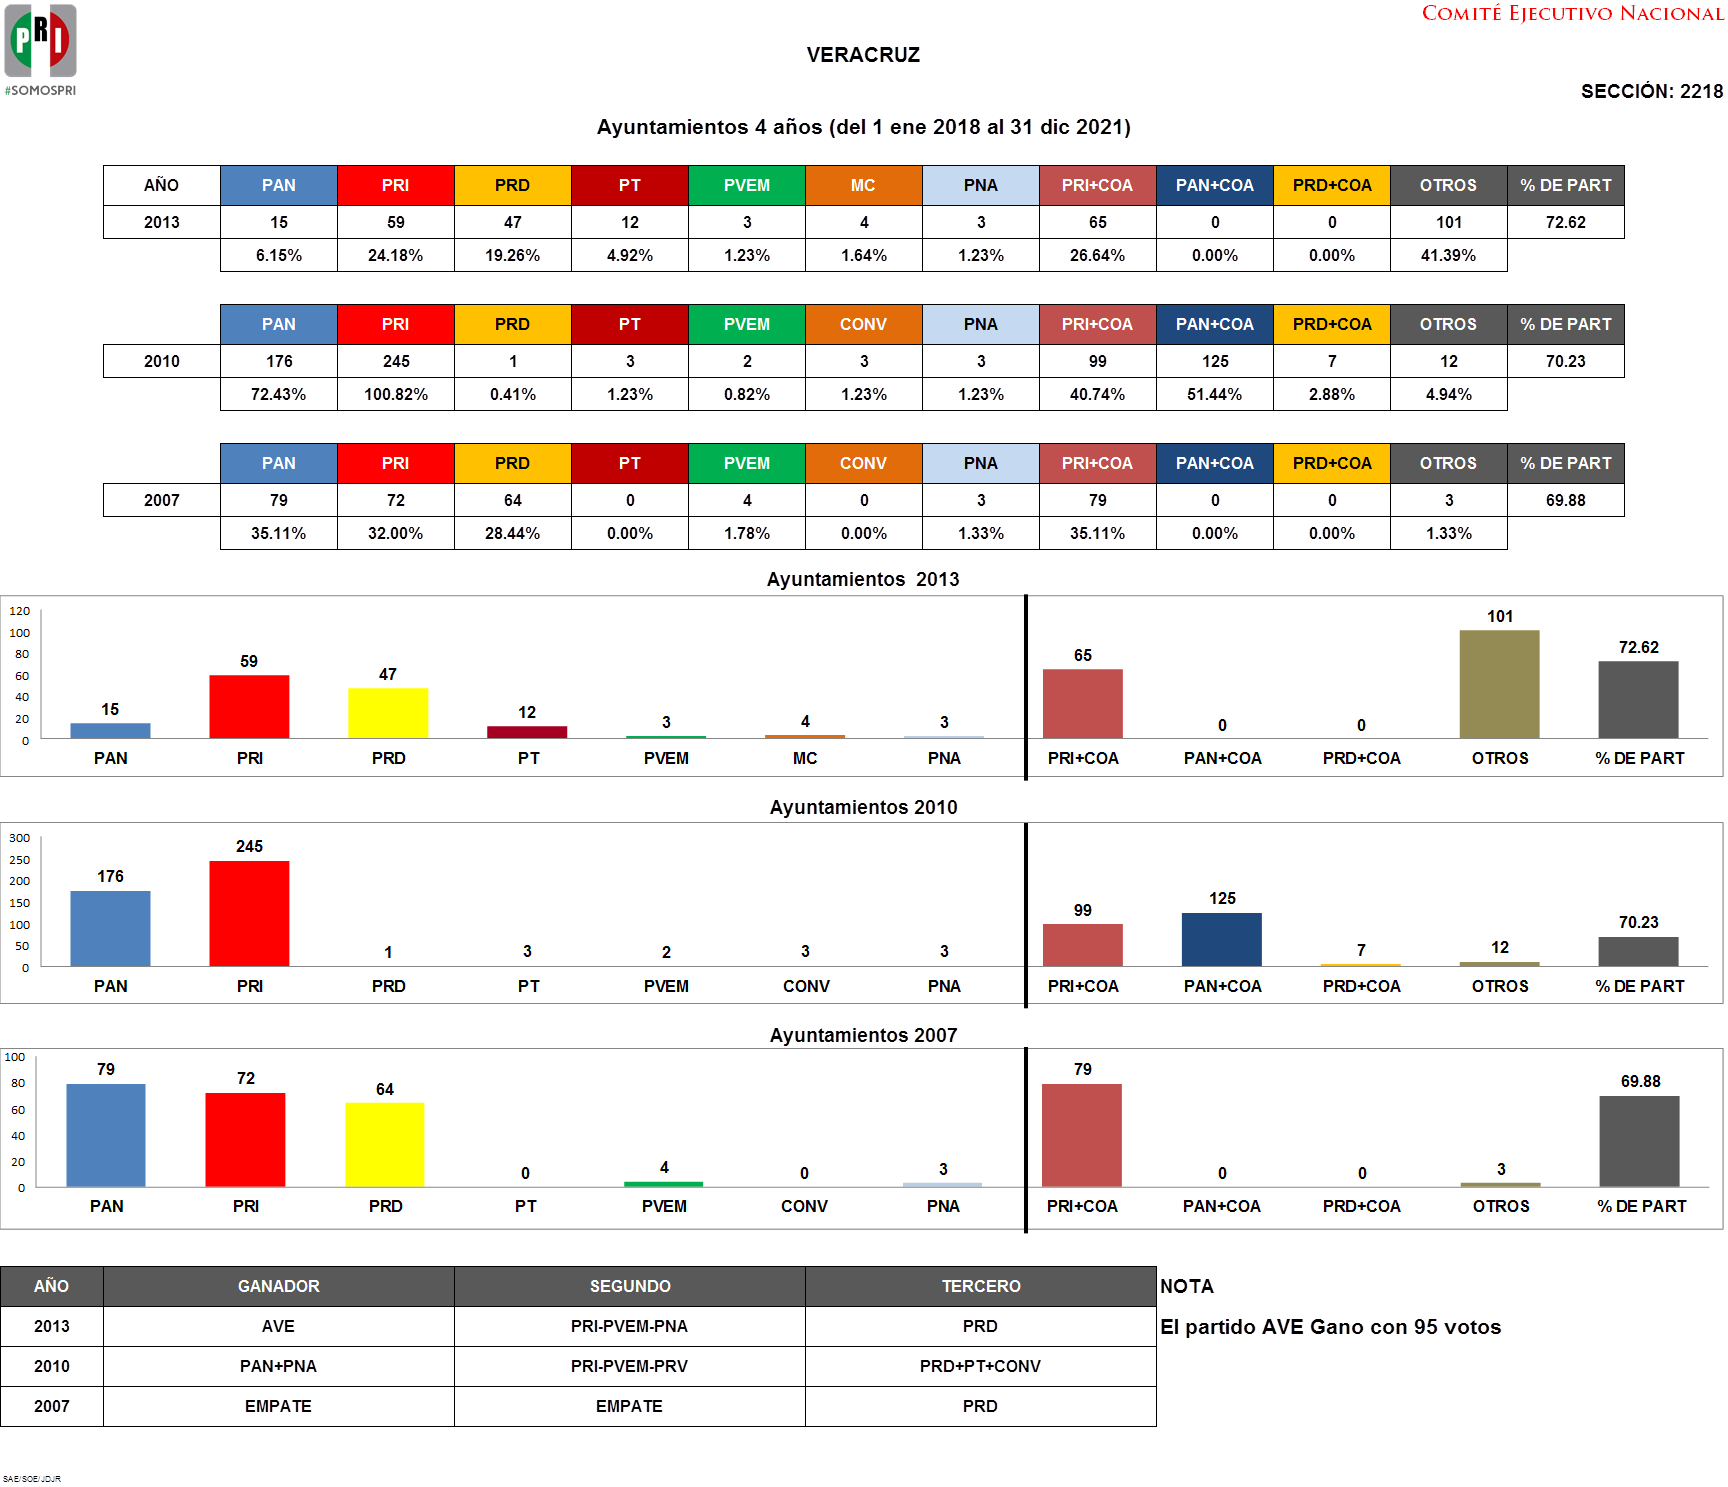 COMITÉ EJECUTIVO NACIONAL
PRI
#SOMOSPRI
VERACRUZ
SECCIÓN: 2218
Ayuntamientos 4 años (del 1 ene 2018 al 31 dic 2021)
AÑO PAN PRI PRD PT PVEM MC PNA PRI+COA PAN+COA PRD+COA OTROS % DE PART
2013 15 59 47 12 3 4 3 65 0 0 101 72.62
6.15% 24.18% 19.26% 4.92% 1.23% 1.64% 1.23% 26.64% 0.00% 0.00% 41.39%
PAN PRI PRD PT PVEM CONV PNA PRI+COA PAN+COA PRD+COA OTROS % DE PART
2010 176 245 1 3 2 3 3 99 125 7 12 70.23
72.43% 100.82% 0.41% 1.23% 0.82% 1.23% 1.23% 40.74% 51.44% 2.88% 4.94%
PAN PRI PRD PT PVEM CONV PNA PRI+COA PAN+COA PRD+COA OTROS % DE PART
2007 79 72 64 0 4 0 3 79 0 0 3 69.88
35.11% 32.00% 28.44% 0.00% 1.78% 0.00% 1.33% 35.11% 0.00% 0.00% 1.33%
Ayuntamientos 2013
120
100
80
60
40
20
0
15 59 47 12 3 4 3 65 0 0 101 72.62
PAN PRI PRD PT PVEM MC PNA PRI+COA PAN+COA PRD+COA OTROS % DE PART
Ayuntamientos 2010
300
250
200
150
100
50
0
176 245 1 3 2 3 3 99 125 7 12 70.23
PAN PRI PRD PT PVEM CONV PNA PRI+COA PAN+COA PRD+COA OTROS % DE PART
Ayuntamientos 2007
100
80
60
40
20
0
79 72 64 0 4 0 3 79 0 0 3 69.88
PAN PRI PRD PT PVEM CONV PNA PRI+COA PAN+COA PRD+COA OTROS % DE PART
AÑO GANADOR SEGUNDO TERCERO NOTA
2013 AVE PRI-PVEM-PNA PRD El partido AVE Gano con 95 votos
2010 PAN+PNA PRI-PVEM-PRV PRD+PT+CONV
2007 EMPATE EMPATE PRD
SAE/SOE/JDJR